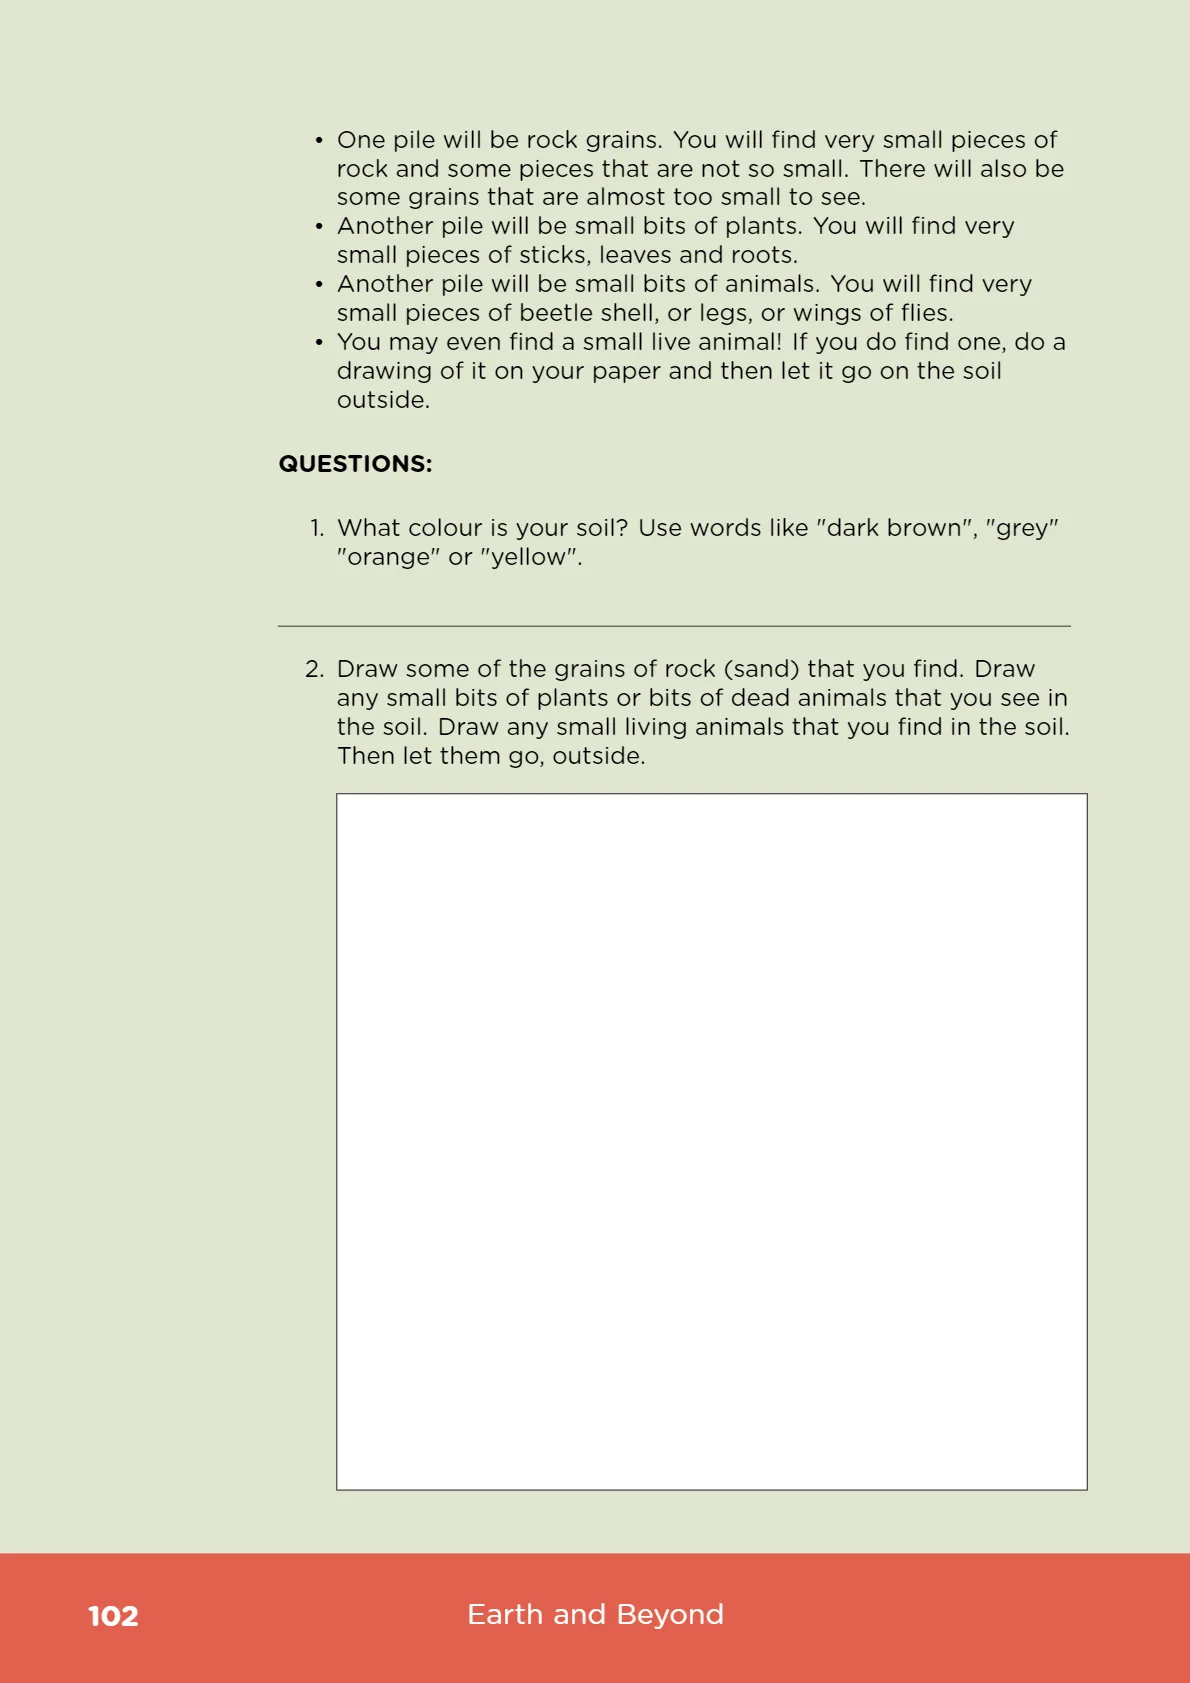 • One pile will be rock grains. You will find very small pieces of
rock and some pieces that are not so small. There will also be
some grains that are almost too small to see.
• Another pile will be small bits of plants. You will find very
small pieces of sticks, leaves and roots.
• Another pile will be small bits of animals. You will find very
small pieces of beetle shell, or legs, or wings of flies.
• You may even find a small live animal! If you do find one, do a
drawing of it on your paper and then let it go on the soil
outside.
QUESTIONS:
1. What colour is your soil? Use words like "dark brown", "grey"
"orange" or "yellow".
2. Draw some of the grains of rock (sand) that you find. Draw
any small bits of plants or bits of dead animals that you see in
the soil. Draw any small living animals that you find in the soil.
Then let them go, outside.
102 Earth and Beyond